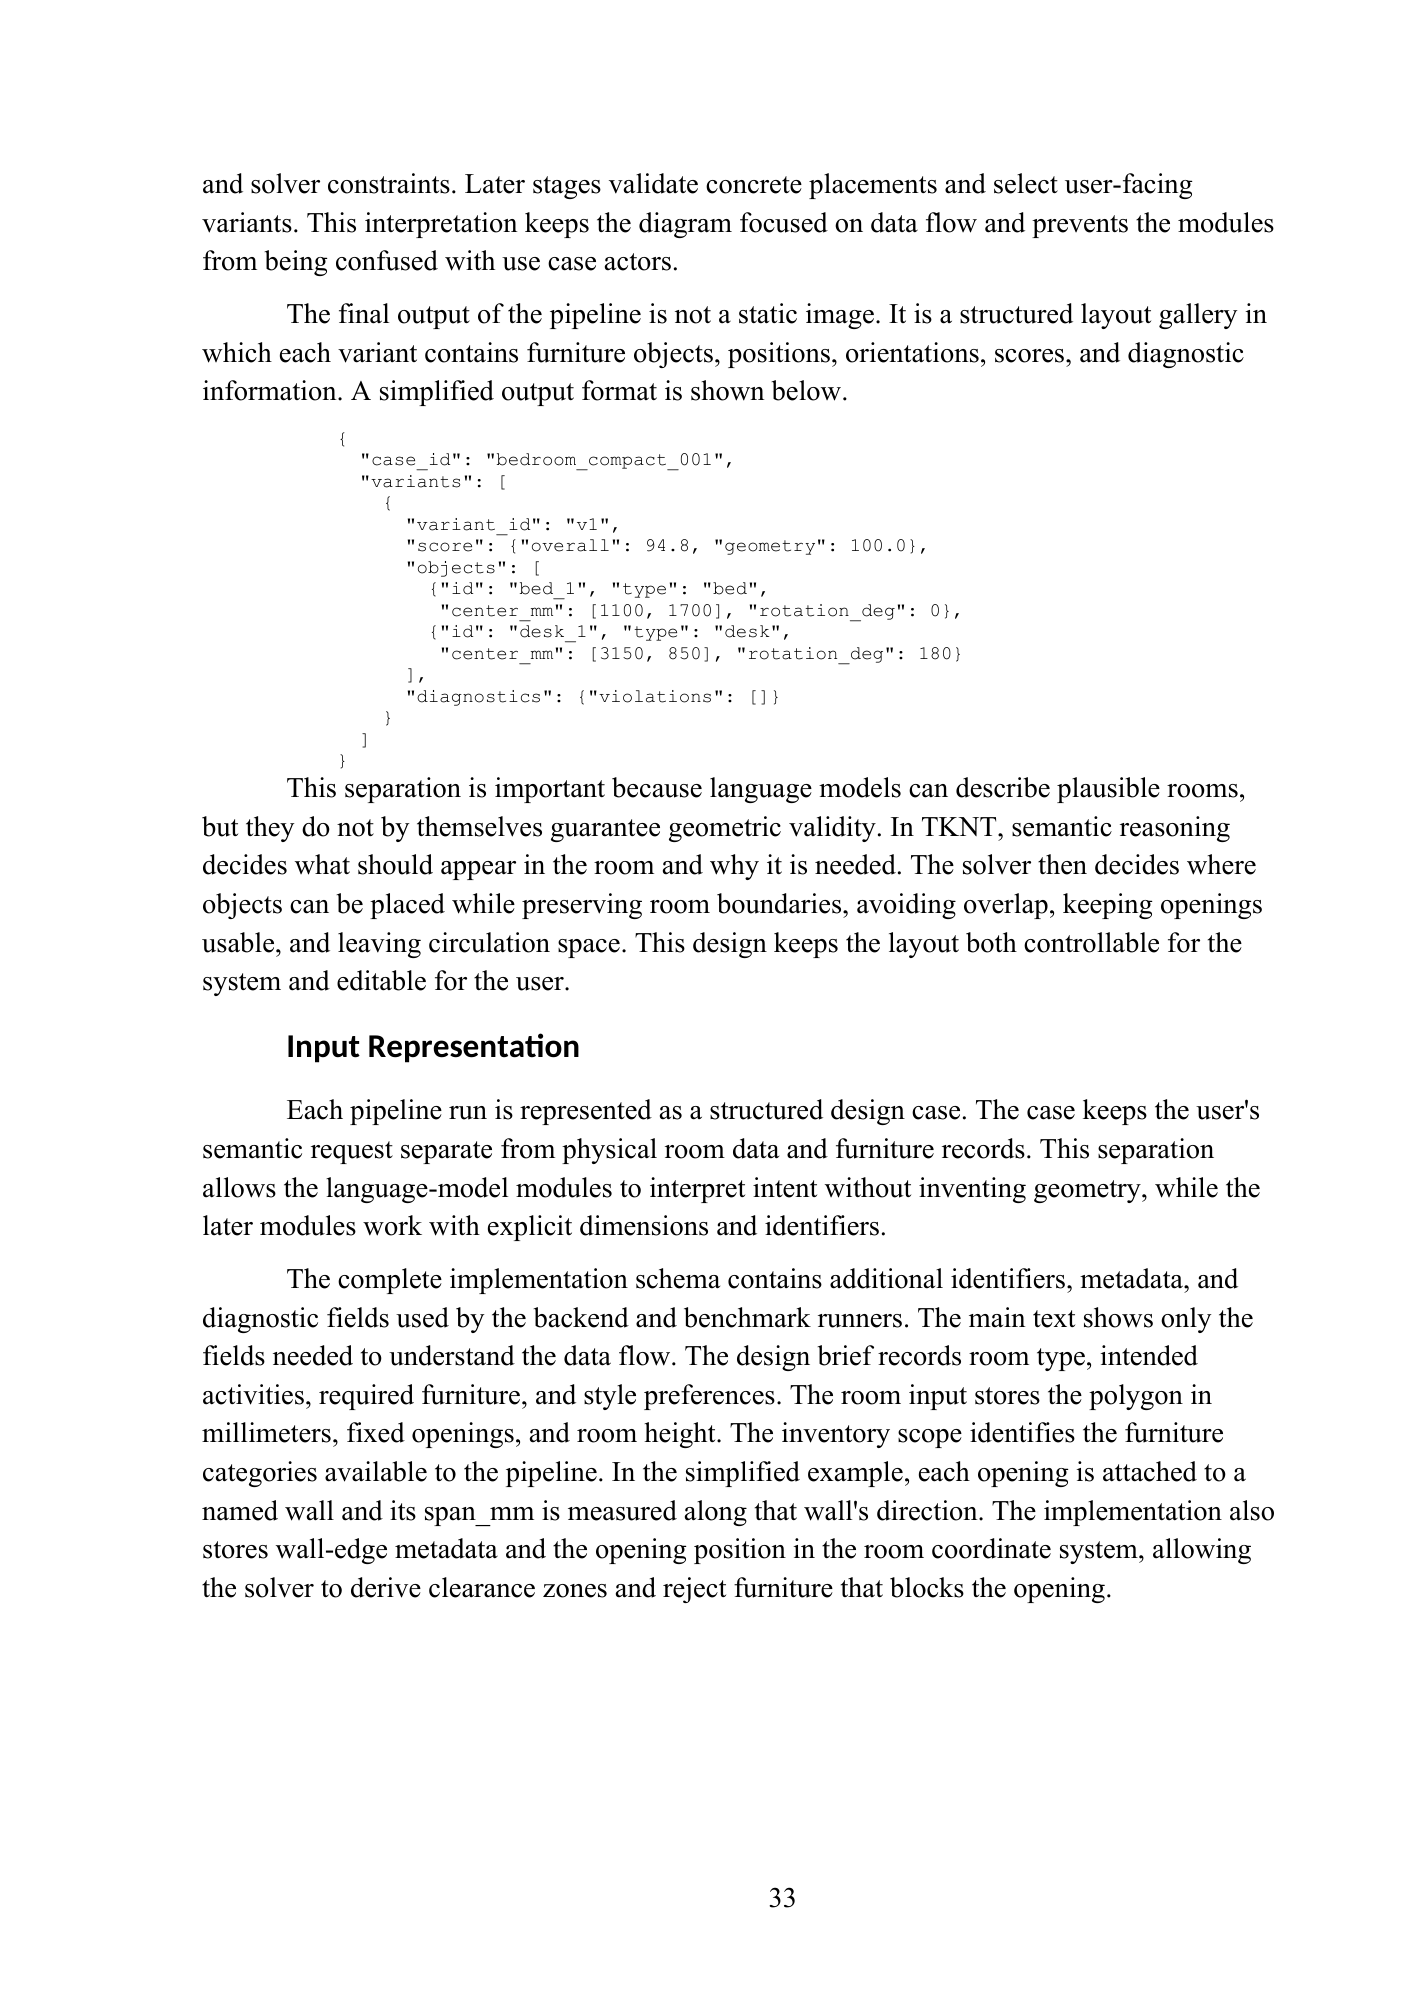 and solver constraints. Later stages validate concrete placements and select user-facing
variants. This interpretation keeps the diagram focused on data flow and prevents the modules
from being confused with use case actors.
The final output of the pipeline is not a static image. It is a structured layout gallery in
which each variant contains furniture objects, positions, orientations, scores, and diagnostic
information. A simplified output format is shown below.
{
  "case_id": "bedroom_compact_001",
  "variants": [
    {
      "variant_id": "v1",
      "score": {"overall": 94.8, "geometry": 100.0},
      "objects": [
        {"id": "bed_1", "type": "bed",
         "center_mm": [1100, 1700], "rotation_deg": 0},
        {"id": "desk_1", "type": "desk",
         "center_mm": [3150, 850], "rotation_deg": 180}
      ],
      "diagnostics": {"violations": []}
    }
  ]
}
This separation is important because language models can describe plausible rooms,
but they do not by themselves guarantee geometric validity. In TKNT, semantic reasoning
decides what should appear in the room and why it is needed. The solver then decides where
objects can be placed while preserving room boundaries, avoiding overlap, keeping openings
usable, and leaving circulation space. This design keeps the layout both controllable for the
system and editable for the user.
Input Representation
Each pipeline run is represented as a structured design case. The case keeps the user's
semantic request separate from physical room data and furniture records. This separation
allows the language-model modules to interpret intent without inventing geometry, while the
later modules work with explicit dimensions and identifiers.
The complete implementation schema contains additional identifiers, metadata, and
diagnostic fields used by the backend and benchmark runners. The main text shows only the
fields needed to understand the data flow. The design brief records room type, intended
activities, required furniture, and style preferences. The room input stores the polygon in
millimeters, fixed openings, and room height. The inventory scope identifies the furniture
categories available to the pipeline. In the simplified example, each opening is attached to a
named wall and its span_mm is measured along that wall's direction. The implementation also
stores wall-edge metadata and the opening position in the room coordinate system, allowing
the solver to derive clearance zones and reject furniture that blocks the opening.
33